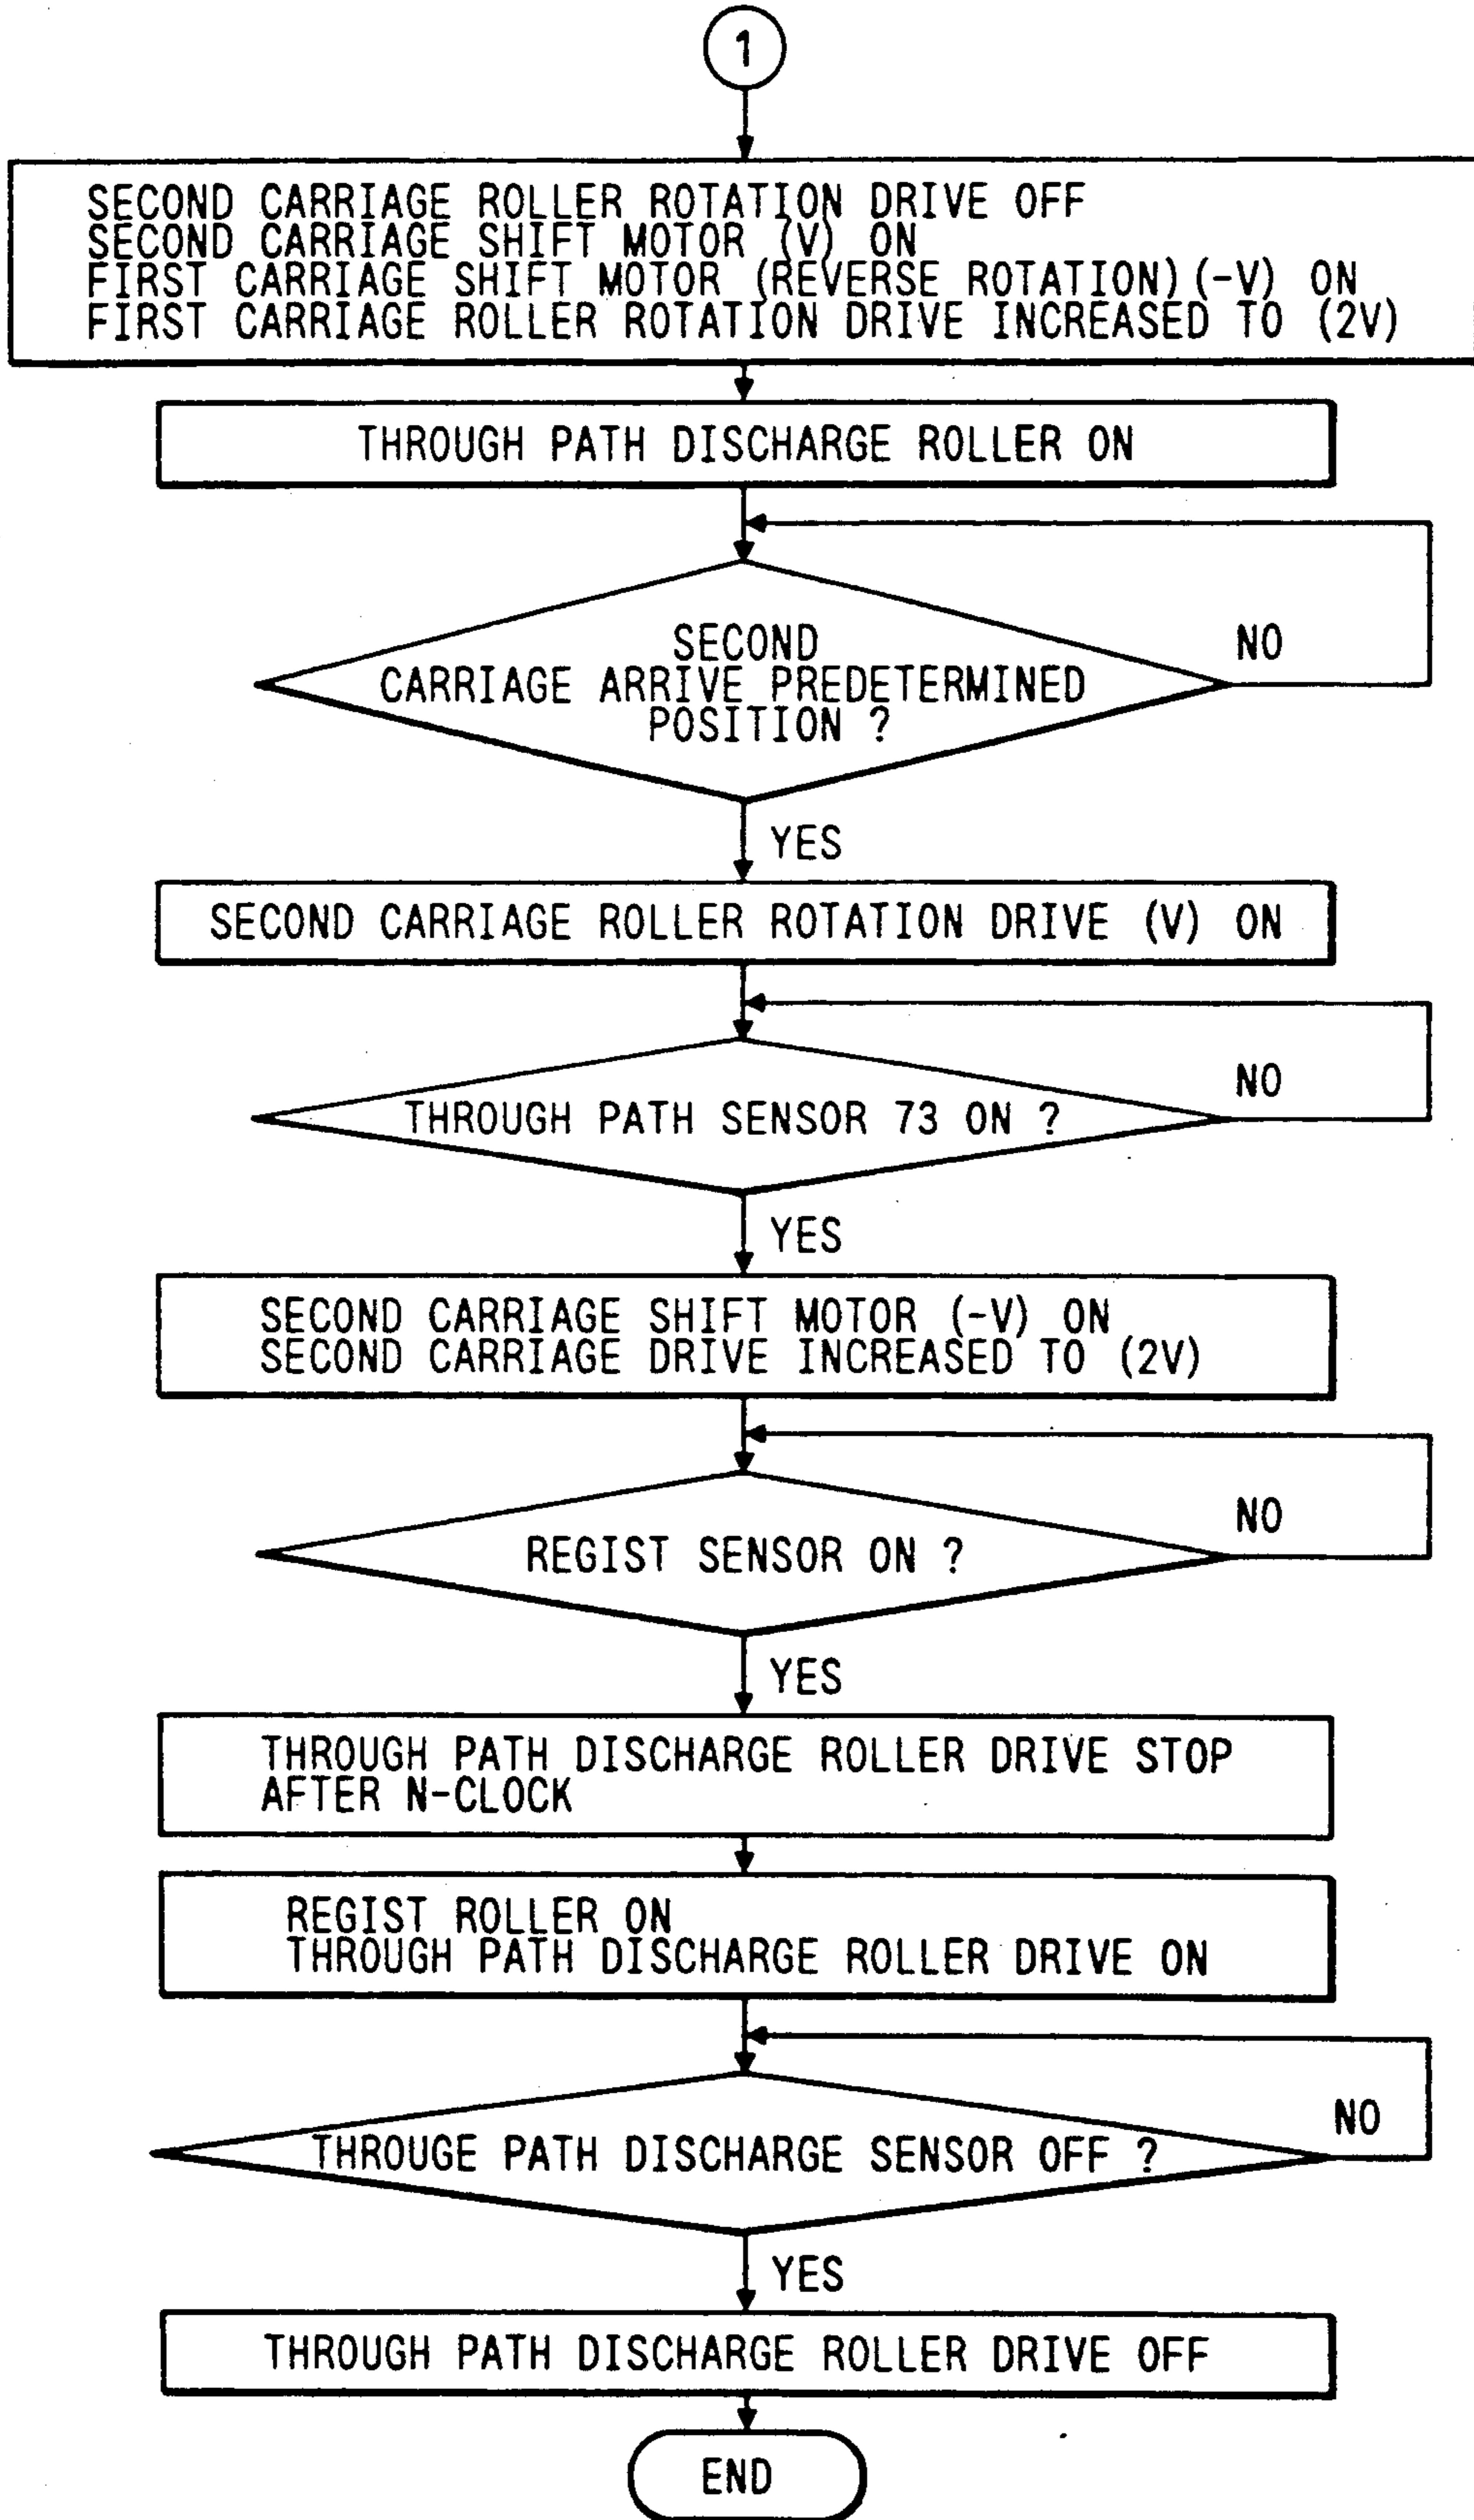 1
SECOND CARRIAGE ROLLER ROTATION DRIVE OFF
SECOND CARRIAGE SHIFT MOTOR (V) ON
FIRST CARRIAGE SHIFT MOTOR (REVERSE ROTATION)(-V) ON
FIRST CARRIAGE ROLLER ROTATION DRIVE INCREASED TO (2V)
THROUGH PATH DISCHARGE ROLLER ON
SECOND
CARRIAGE ARRIVE PREDETERMINED
POSITION ?
NO
YES
SECOND CARRIAGE ROLLER ROTATION DRIVE (V) ON
THROUGH PATH SENSOR 73 ON ?
NO
YES
SECOND CARRIAGE SHIFT MOTOR (-V) ON
SECOND CARRIAGE DRIVE INCREASED TO (2V)
REGIST SENSOR ON ?
NO
YES
THROUGH PATH DISCHARGE ROLLER DRIVE STOP
AFTER N-CLOCK
REGIST ROLLER ON
THROUGH PATH DISCHARGE ROLLER DRIVE ON
THROUGE PATH DISCHARGE SENSOR OFF ?
NO
YES
THROUGH PATH DISCHARGE ROLLER DRIVE OFF
END